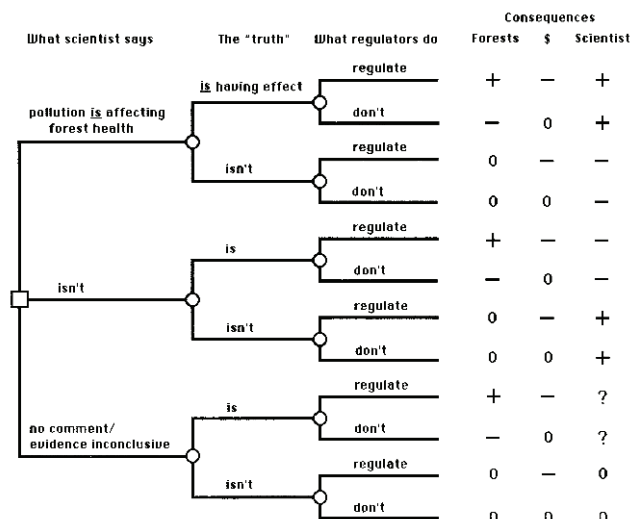 Consequences
What scientist says The "truth" What regulators do Forests $ Scientist
regulate + − +
is having effect
pollution is affecting
forest health
don't − 0 +
regulate 0 − −
isn't
don't 0 0 −
regulate + − −
is
don't − 0 −
isn't
regulate 0 − +
isn't
don't 0 0 +
regulate + − ?
is
no comment/
evidence inconclusive
don't − 0 ?
regulate 0 − 0
isn't
don't 0 0 0